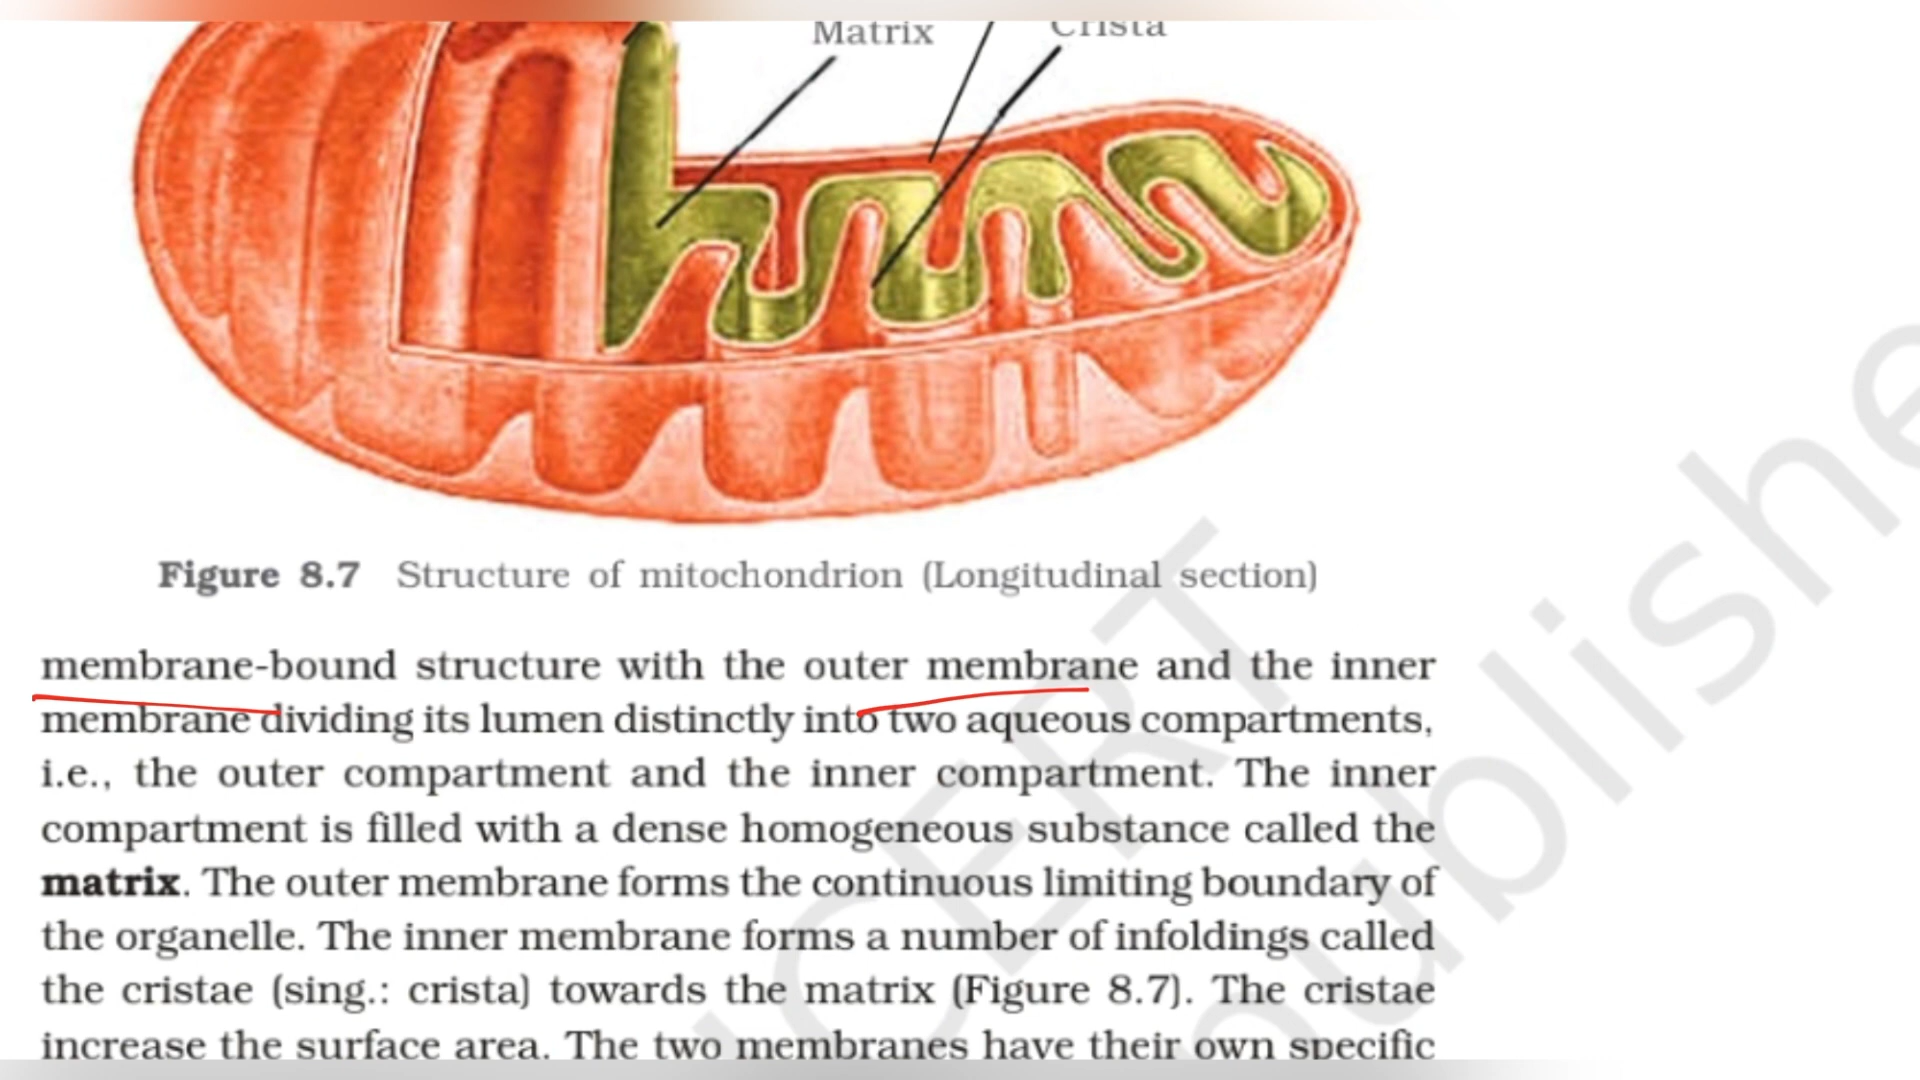 Matrix Crista
Figure 8.7 Structure of mitochondrion (Longitudinal section)
membrane-bound structure with the outer membrane and the inner
membrane dividing its lumen distinctly into two aqueous compartments,
i.e., the outer compartment and the inner compartment. The inner
compartment is filled with a dense homogeneous substance called the
matrix. The outer membrane forms the continuous limiting boundary of
the organelle. The inner membrane forms a number of infoldings called
the cristae (sing.: crista) towards the matrix (Figure 8.7). The cristae
increase the surface area. The two membranes have their own specific